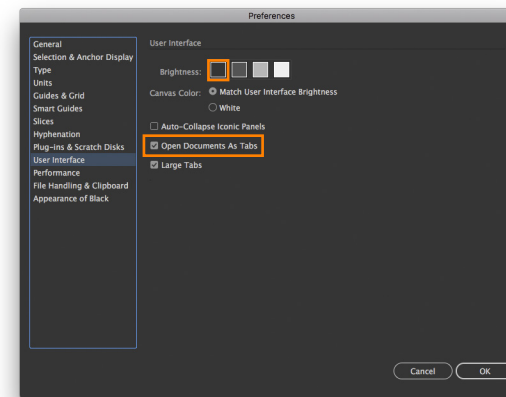 Preferences
General
Selection & Anchor Display
Type
Units
Guides & Grid
Smart Guides
Slices
Hyphenation
Plug-ins & Scratch Disks
User Interface
Performance
File Handling & Clipboard
Appearance of Black
User Interface
Brightness:
Canvas Color: Match User Interface Brightness
White
Auto-Collapse Iconic Panels
Open Documents As Tabs
Large Tabs
Cancel OK